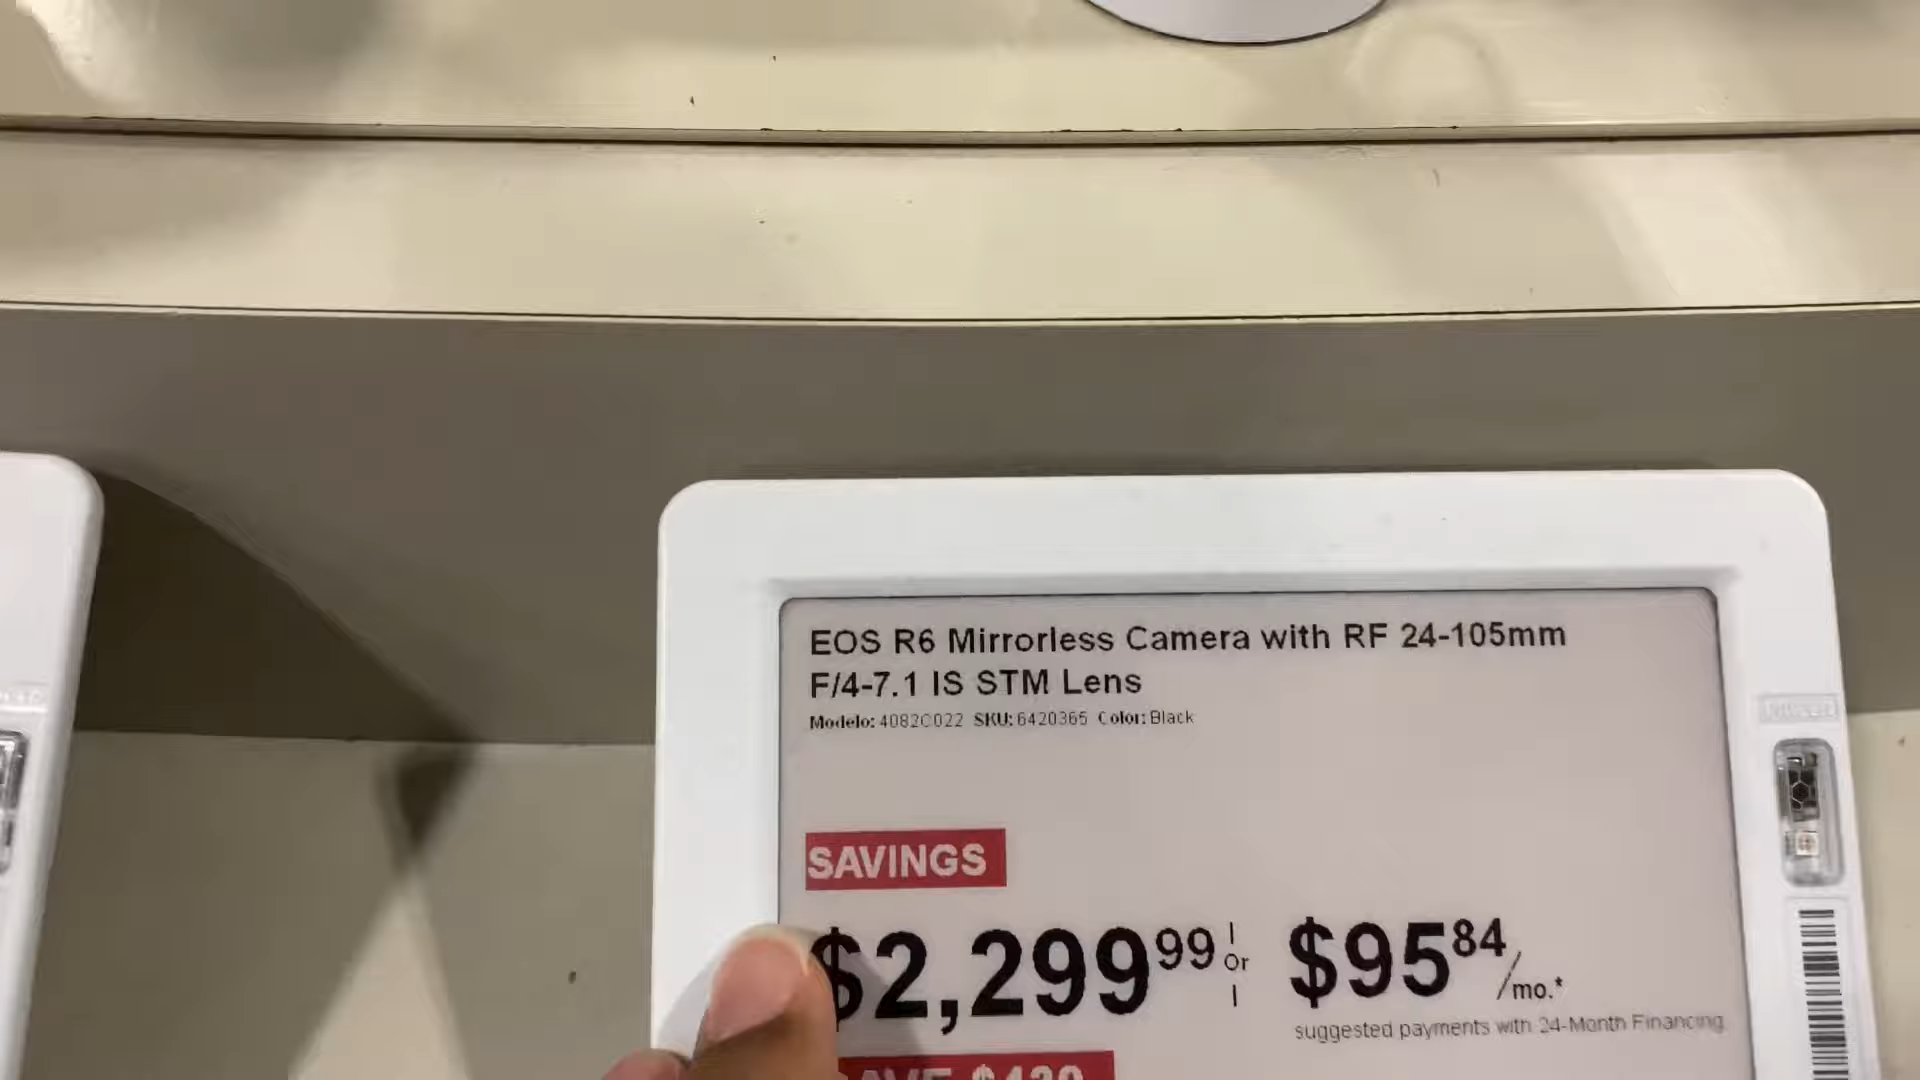 EOS R6 Mirrorless Camera with RF 24-105mm
F/4-7.1 IS STM Lens
Modelo: 4082C022 SKU: 6420365 Color: Black
SAVINGS
$2,299 99 or $95 84 /mo.*
suggested payments with 24-Month Financing